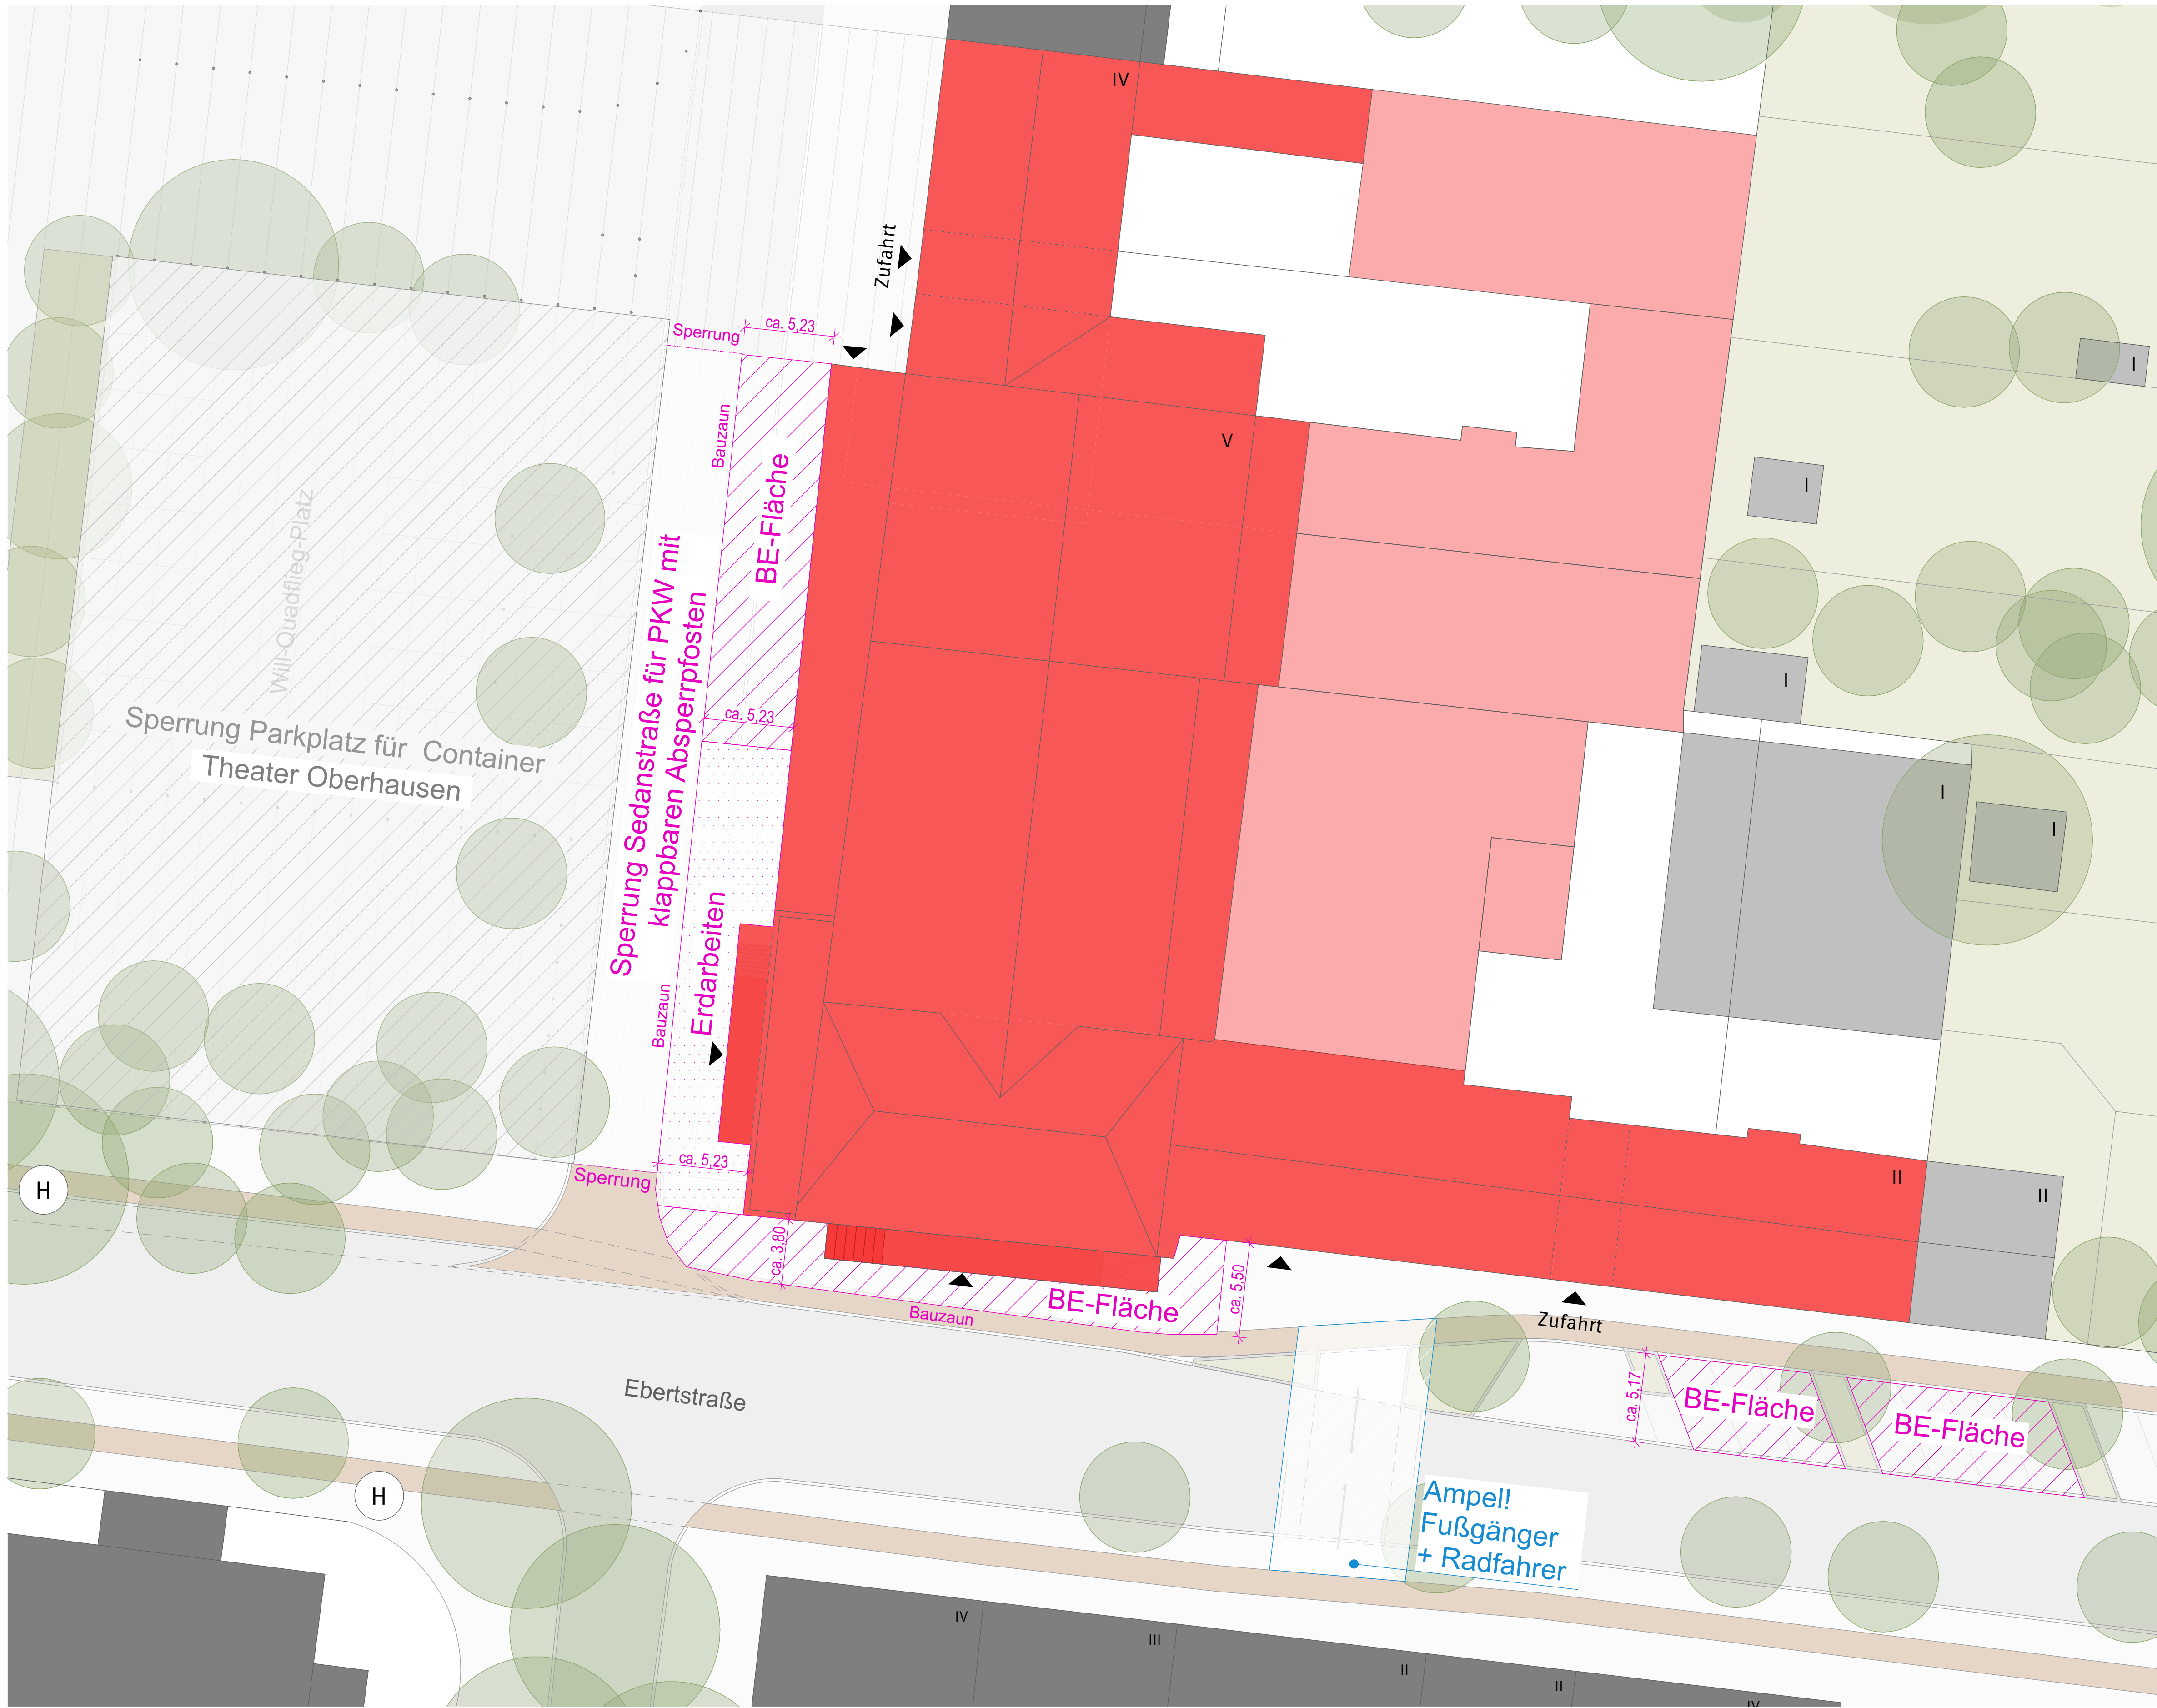 IV
Zufahrt
Sperrung
ca. 5,23
I
Bauzaun
V
BE-Fläche
I
Will-Quadflieg-Platz
Sperrung Sedanstraße für PKW mit
klappbaren Absperrpfosten
I
ca. 5,23
Sperrung Parkplatz für Container
Theater Oberhausen
I
I
Erdarbeiten
Bauzaun
ca. 5,23
Sperrung
H
II
II
ca. 3,80
ca. 5,50
BE-Fläche
Bauzaun
Zufahrt
ca. 5,17
BE-Fläche
BE-Fläche
Ebertstraße
H
Ampel!
Fußgänger
+ Radfahrer
IV
III
II
II
IV